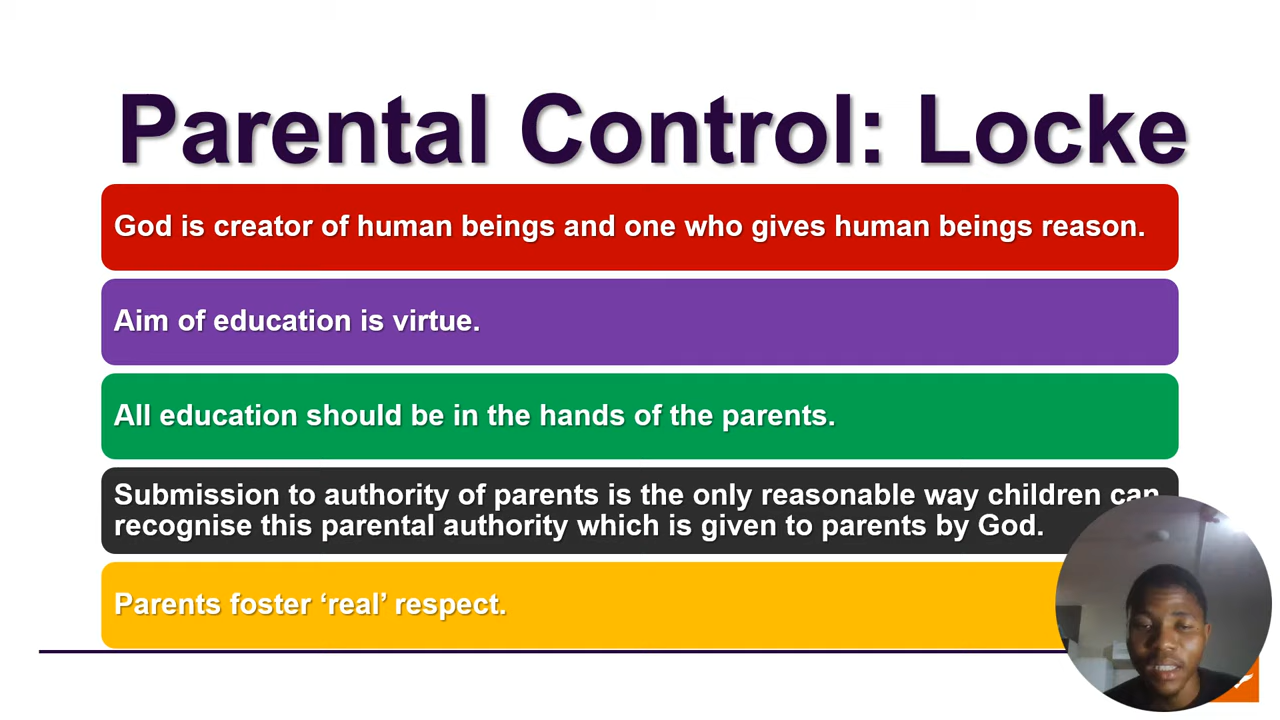 Parental Control: Locke
God is creator of human beings and one who gives human beings reason.
Aim of education is virtue.
All education should be in the hands of the parents.
Submission to authority of parents is the only reasonable way children can
recognise this parental authority which is given to parents by God.
Parents foster ‘real’ respect.